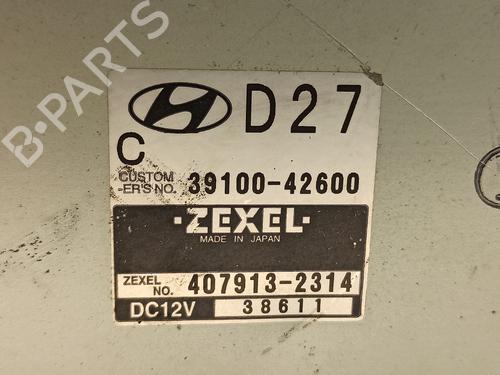 B·PARTS
D27
C
CUSTOM
-ER'S NO. 39100-42600
·ZEXEL·
MADE IN JAPAN
ZEXEL
NO. 407913-2314
DC12V 38611